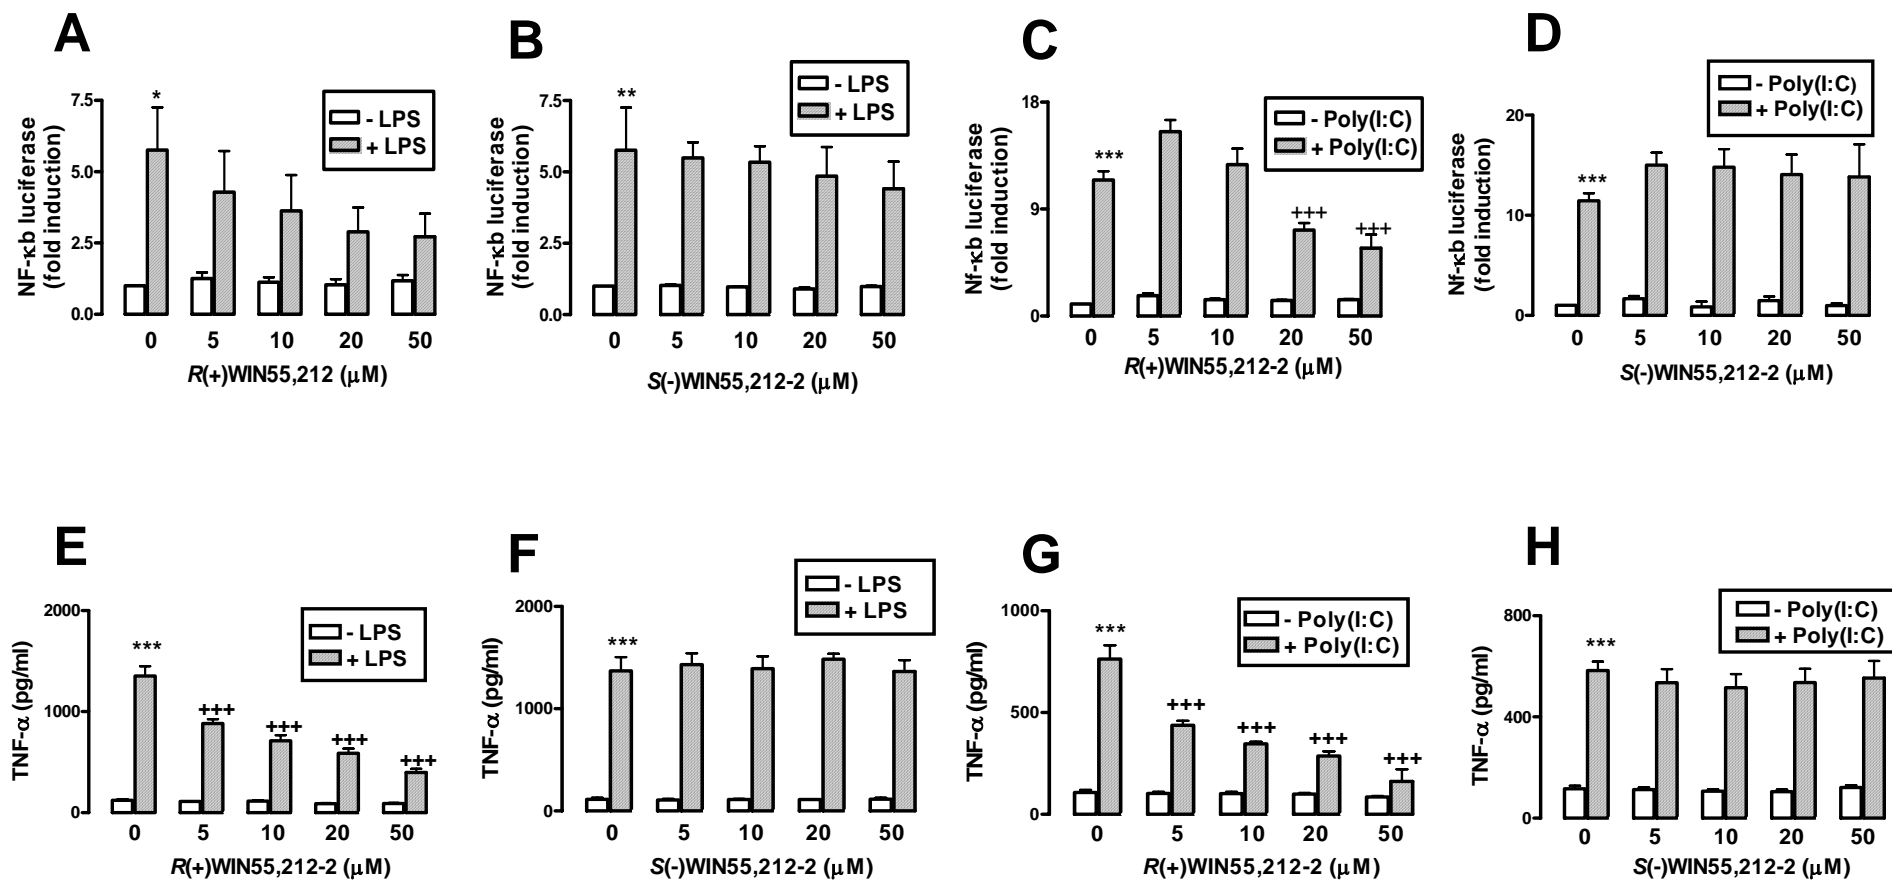 A
NF-κb luciferase
(fold induction)
7.5
5.0
2.5
0.0
*
- LPS
+ LPS
0 5 10 20 50
R(+)WIN55,212 (μM)
B
NF-κb luciferase
(fold induction)
7.5
5.0
2.5
0.0
**
- LPS
+ LPS
0 5 10 20 50
S(-)WIN55,212-2 (μM)
C
Nf-κb luciferase
(fold induction)
18
9
0
***
+++
+++
- Poly(I:C)
+ Poly(I:C)
0 5 10 20 50
R(+)WIN55,212-2 (μM)
D
Nf-κb luciferase
(fold induction)
20
10
0
***
- Poly(I:C)
+ Poly(I:C)
0 5 10 20 50
S(-)WIN55,212-2 (μM)
E
TNF-α (pg/ml)
2000
1000
0
***
+++
+++
+++
+++
- LPS
+ LPS
0 5 10 20 50
R(+)WIN55,212-2 (μM)
F
TNF-α (pg/ml)
2000
1000
0
***
- LPS
+ LPS
0 5 10 20 50
S(-)WIN55,212-2 (μM)
G
TNF-α (pg/ml)
1000
500
0
***
+++
+++
+++
+++
- Poly(I:C)
+ Poly(I:C)
0 5 10 20 50
R(+)WIN55,212-2 (μM)
H
TNF-α (pg/ml)
800
400
0
***
- Poly(I:C)
+ Poly(I:C)
0 5 10 20 50
S(-)WIN55,212-2 (μM)